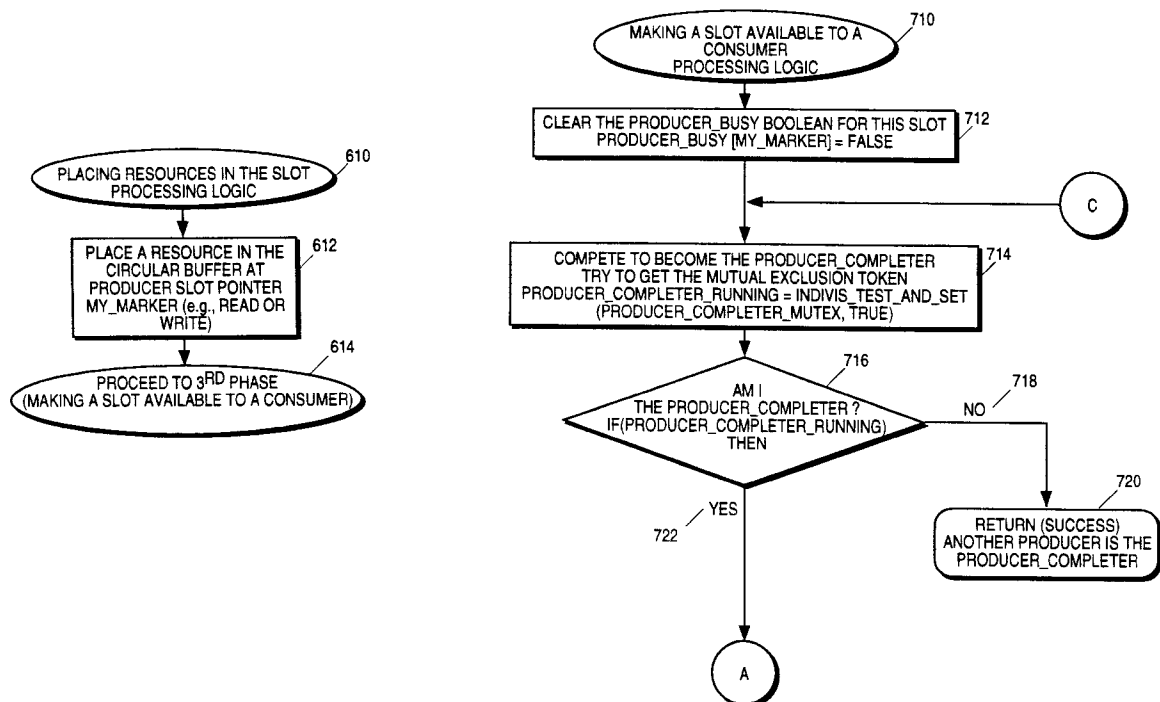 PLACING RESOURCES IN THE SLOT
PROCESSING LOGIC
610
PLACE A RESOURCE IN THE
CIRCULAR BUFFER AT
PRODUCER SLOT POINTER
MY_MARKER (e.g., READ OR
WRITE)
612
614
PROCEED TO 3RD PHASE
(MAKING A SLOT AVAILABLE TO A CONSUMER)
MAKING A SLOT AVAILABLE TO A
CONSUMER
PROCESSING LOGIC
710
CLEAR THE PRODUCER_BUSY BOOLEAN FOR THIS SLOT
PRODUCER_BUSY [MY_MARKER] = FALSE
712
C
COMPETE TO BECOME THE PRODUCER_COMPLETER
TRY TO GET THE MUTUAL EXCLUSION TOKEN
PRODUCER_COMPLETER_RUNNING = INDIVIS_TEST_AND_SET
(PRODUCER_COMPLETER_MUTEX, TRUE)
714
716
AM I
THE PRODUCER_COMPLETER ?
IF(PRODUCER_COMPLETER_RUNNING)
THEN
NO
718
720
RETURN (SUCCESS)
ANOTHER PRODUCER IS THE
PRODUCER_COMPLETER
YES
722
A